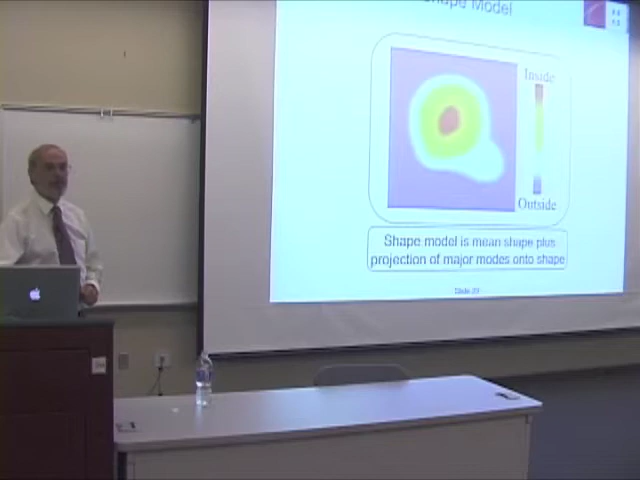 Shape Model
Inside
Outside
Shape model is mean shape plus
projection of major modes onto shape